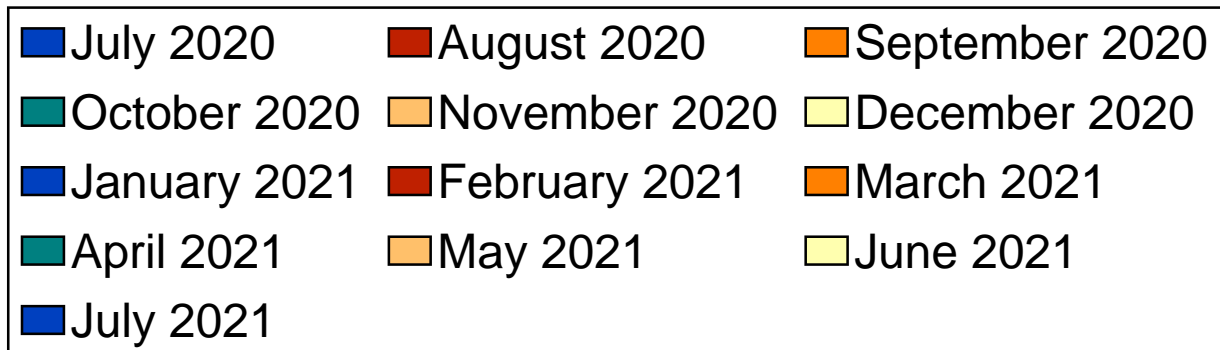 July 2020 August 2020 September 2020
October 2020 November 2020 December 2020
January 2021 February 2021 March 2021
April 2021 May 2021 June 2021
July 2021